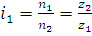 i₁ = n₁/n₂ = z₂/z₁